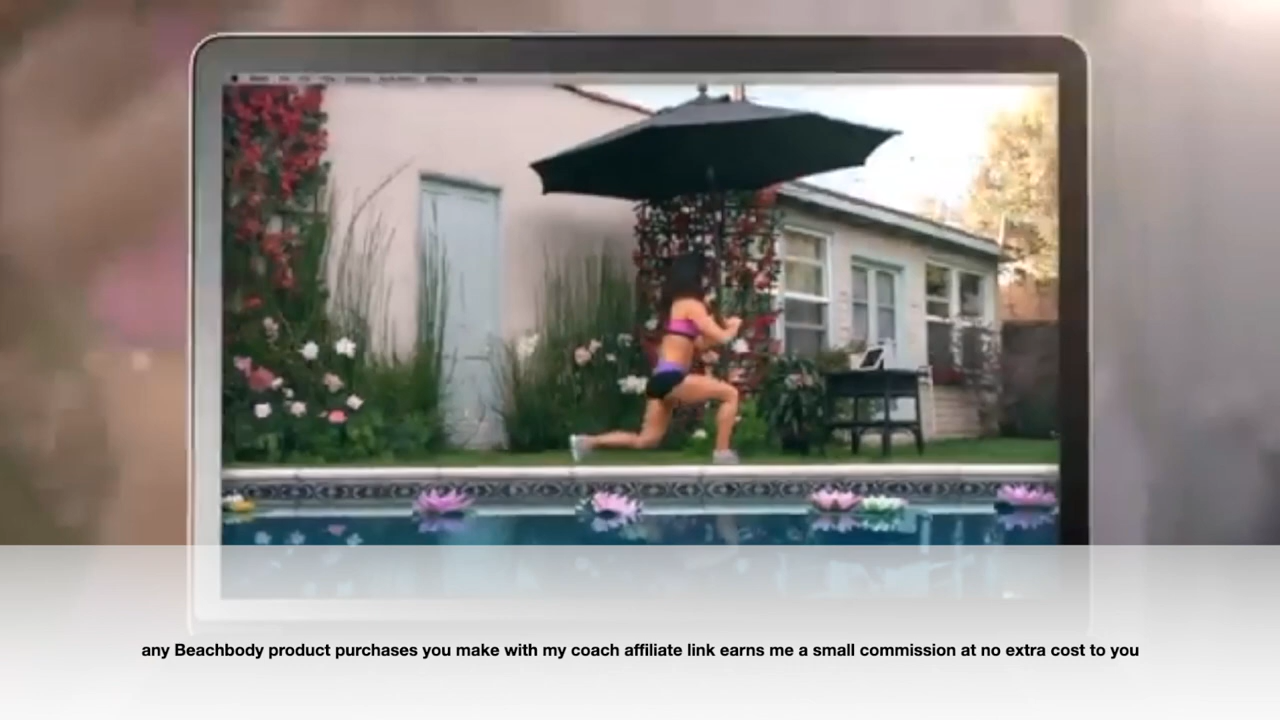 any Beachbody product purchases you make with my coach affiliate link earns me a small commission at no extra cost to you